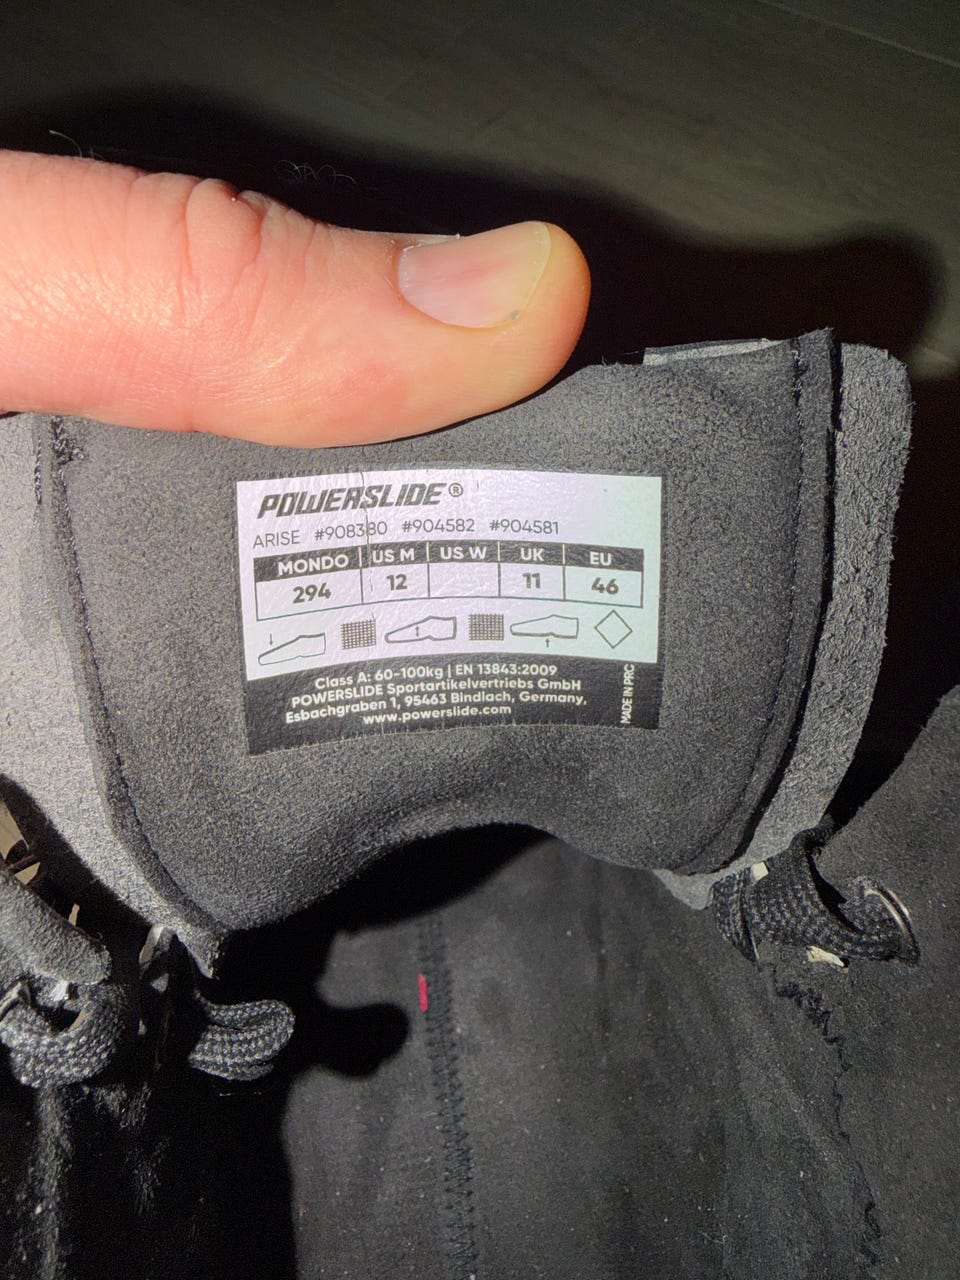 POWERSLIDE®
ARISE #908380 #904582 #904581
MONDO US M US W UK EU
294 12 11 46
Class A: 60-100kg | EN 13843:2009
POWERSLIDE Sportartikelvertriebs GmbH
Esbachgraben 1, 95463 Bindlach, Germany,
www.powerslide.com
MADE IN PRC